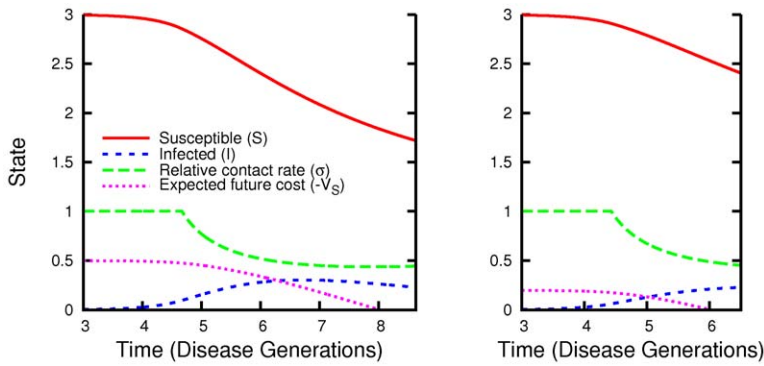 3
2.5
2
1.5
1
0.5
0
State
Susceptible (S)
Infected (I)
Relative contact rate (σ)
Expected future cost (-V_S)
3 4 5 6 7 8
Time (Disease Generations)
3
2.5
2
1.5
1
0.5
0
3 4 5 6
Time (Disease Generations)